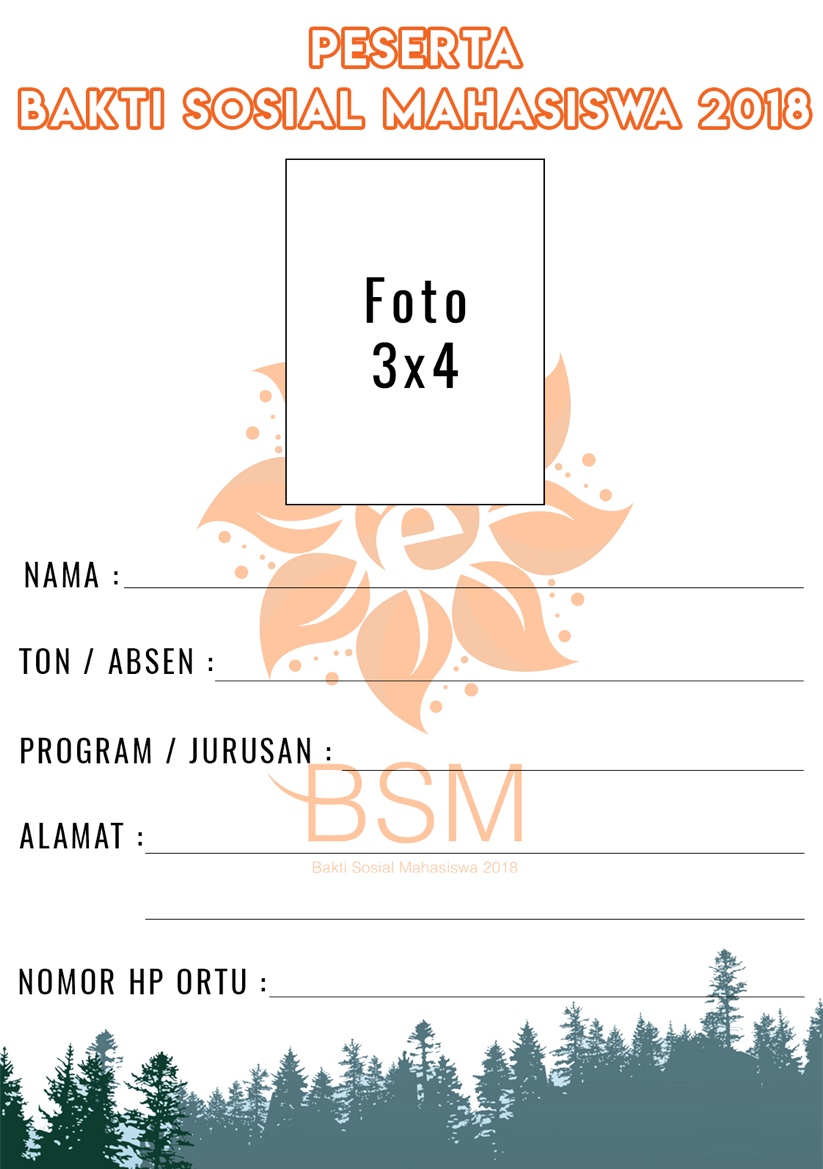 PESERTA
BAKTI SOSIAL MAHASISWA 2018
Foto
3x4
e
NAMA :
TON / ABSEN :
PROGRAM / JURUSAN :
BSM
ALAMAT :
Bakti Sosial Mahasiswa 2018
NOMOR HP ORTU :